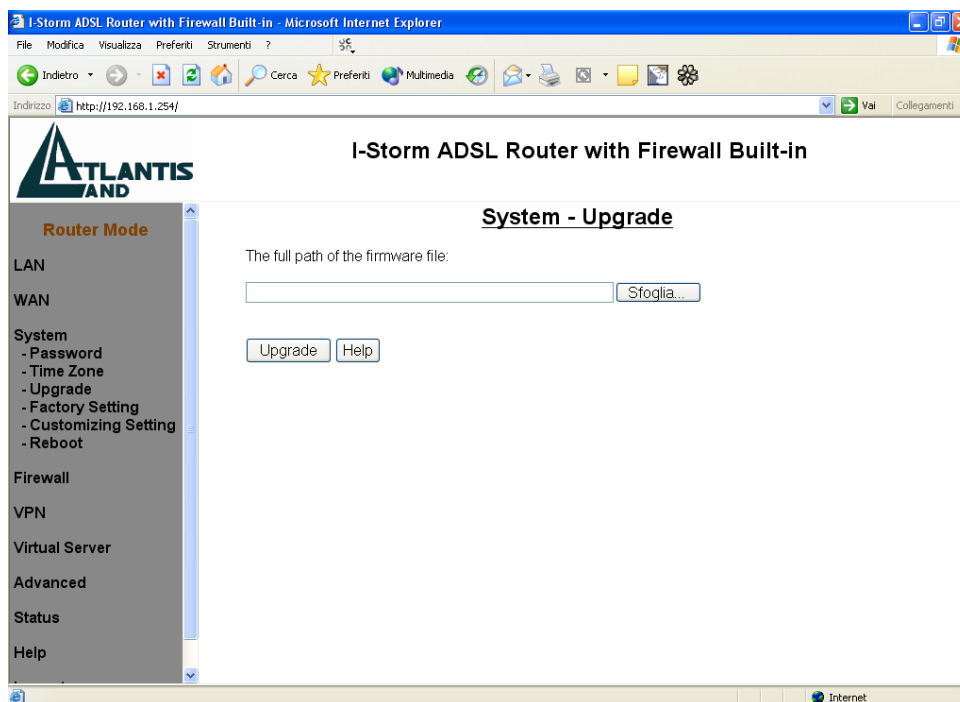 I-Storm ADSL Router with Firewall Built-in - Microsoft Internet Explorer
File Modifica Visualizza Preferiti Strumenti ?
Indietro Cerca Preferiti Multimedia
Indirizzo http://192.168.1.254/ Vai Collegamenti
ATLANTIS
LAND
I-Storm ADSL Router with Firewall Built-in
Router Mode
LAN
WAN
System
- Password
- Time Zone
- Upgrade
- Factory Setting
- Customizing Setting
- Reboot
Firewall
VPN
Virtual Server
Advanced
Status
Help
System - Upgrade
The full path of the firmware file:
Sfoglia...
Upgrade Help
Internet